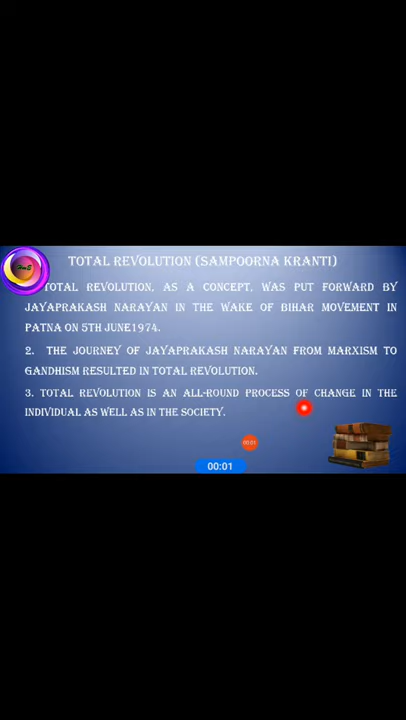 TOTAL REVOLUTION (SAMPOORNA KRANTI)
TOTAL REVOLUTION, AS A CONCEPT, WAS PUT FORWARD BY
JAYAPRAKASH NARAYAN IN THE WAKE OF BIHAR MOVEMENT IN
PATNA ON 5TH JUNE1974.
2. THE JOURNEY OF JAYAPRAKASH NARAYAN FROM MARXISM TO
GANDHISM RESULTED IN TOTAL REVOLUTION.
3. TOTAL REVOLUTION IS AN ALL-ROUND PROCESS OF CHANGE IN THE
INDIVIDUAL AS WELL AS IN THE SOCIETY.
00:01
00:01